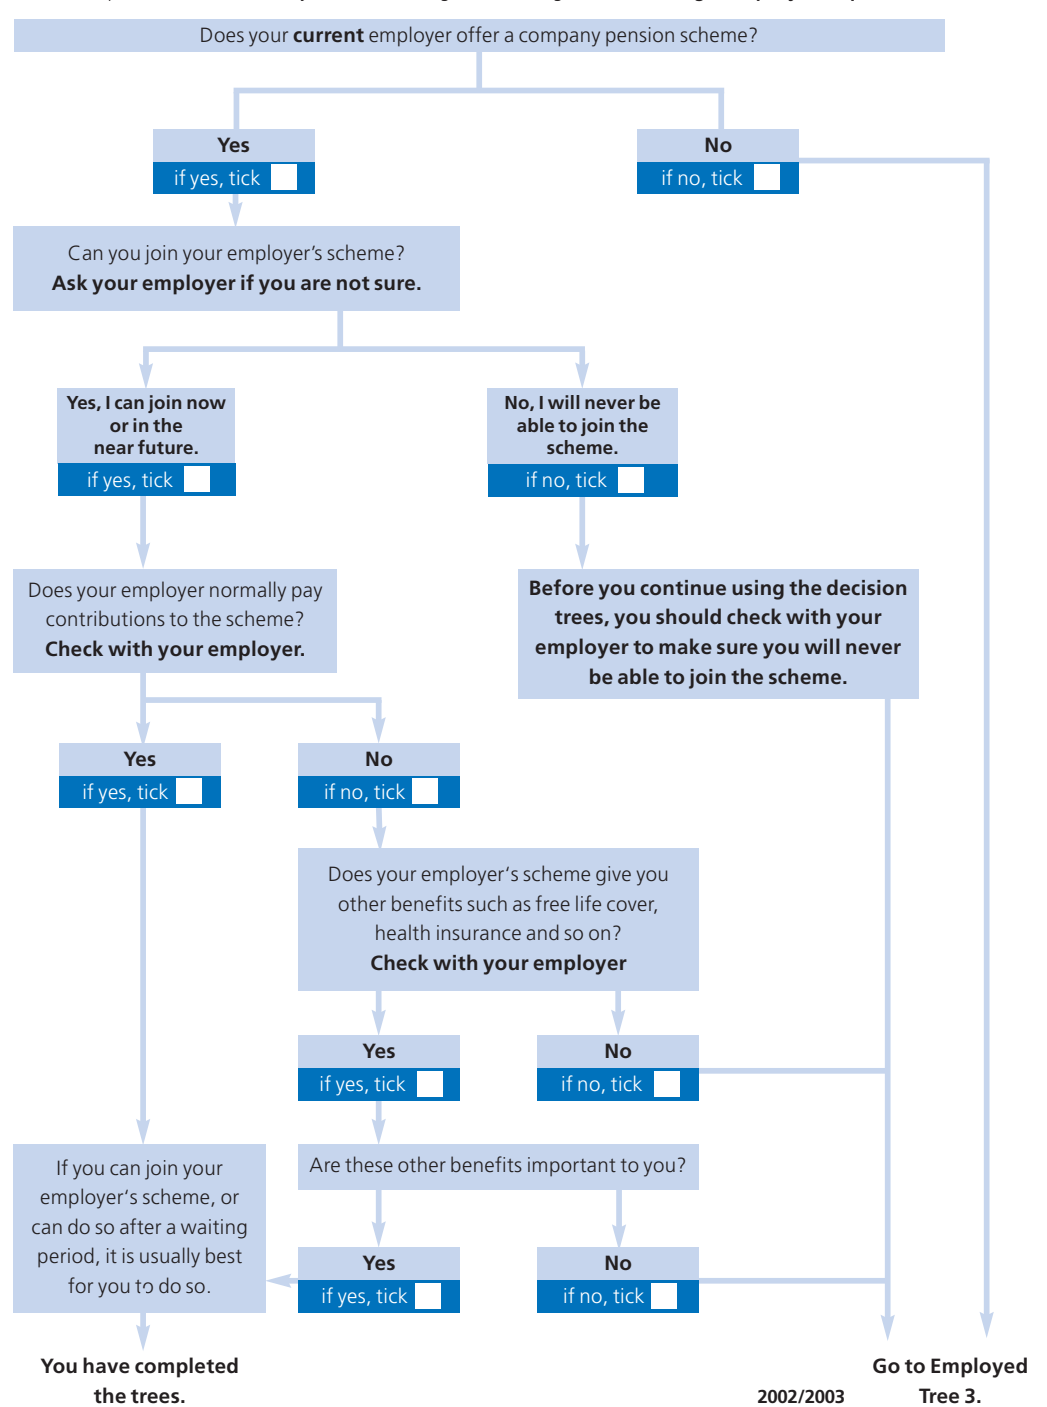 Does your current employer offer a company pension scheme?
Yes
if yes, tick
No
if no, tick
Can you join your employer's scheme?
Ask your employer if you are not sure.
Yes, I can join now
or in the
near future.
if yes, tick
No, I will never be
able to join the
scheme.
if no, tick
Does your employer normally pay
contributions to the scheme?
Check with your employer.
Before you continue using the decision
trees, you should check with your
employer to make sure you will never
be able to join the scheme.
Yes
if yes, tick
No
if no, tick
Does your employer's scheme give you
other benefits such as free life cover,
health insurance and so on?
Check with your employer
Yes
if yes, tick
No
if no, tick
Are these other benefits important to you?
Yes
if yes, tick
No
if no, tick
If you can join your
employer's scheme, or
can do so after a waiting
period, it is usually best
for you to do so.
You have completed
the trees.
2002/2003
Go to Employed
Tree 3.